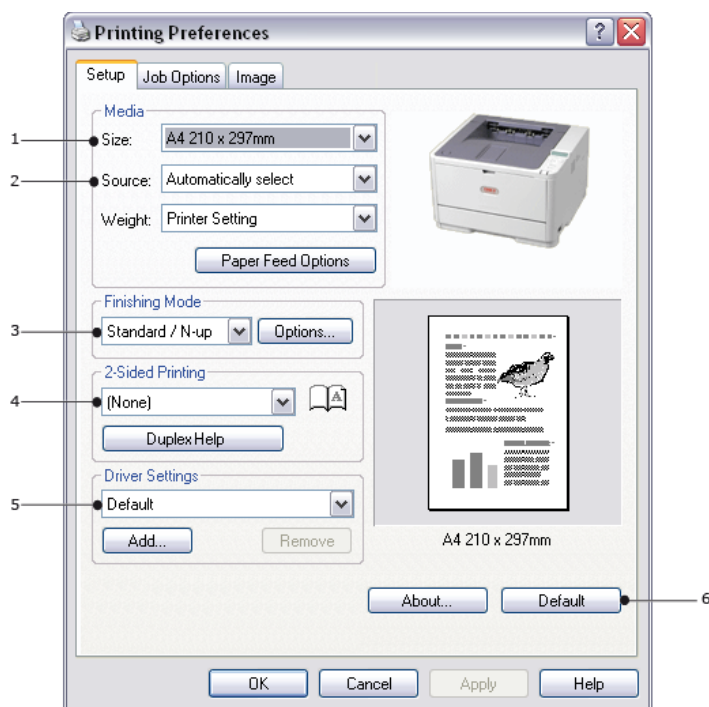 Printing Preferences
Setup Job Options Image
Media
1 Size: A4 210 x 297mm
2 Source: Automatically select
Weight: Printer Setting
Paper Feed Options
Finishing Mode
3 Standard / N-up Options...
2-Sided Printing
4 (None) A
Duplex Help
Driver Settings
5 Default
Add... Remove
A4 210 x 297mm
About... Default 6
OK Cancel Apply Help